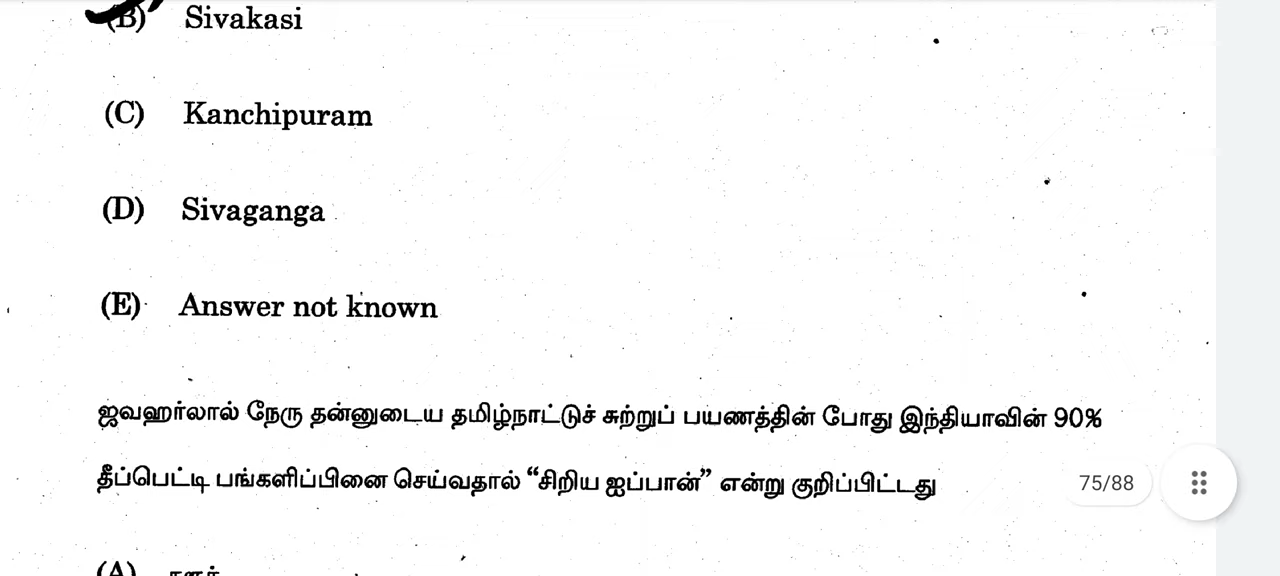 (B) Sivakasi
(C) Kanchipuram
(D) Sivaganga
(E) Answer not known
ஜவஹர்லால் நேரு தன்னுடைய தமிழ்நாட்டுச் சுற்றுப் பயணத்தின் போது இந்தியாவின் 90%
தீப்பெட்டி பங்களிப்பினை செய்வதால் “சிறிய ஐப்பான்” என்று குறிப்பிட்டது
75/88
(A)